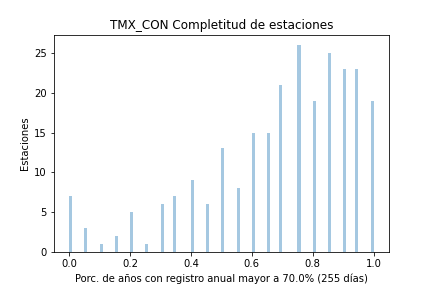 TMX_CON Completitud de estaciones
Estaciones
25
20
15
10
5
0
0.0 0.2 0.4 0.6 0.8 1.0
Porc. de años con registro anual mayor a 70.0% (255 días)